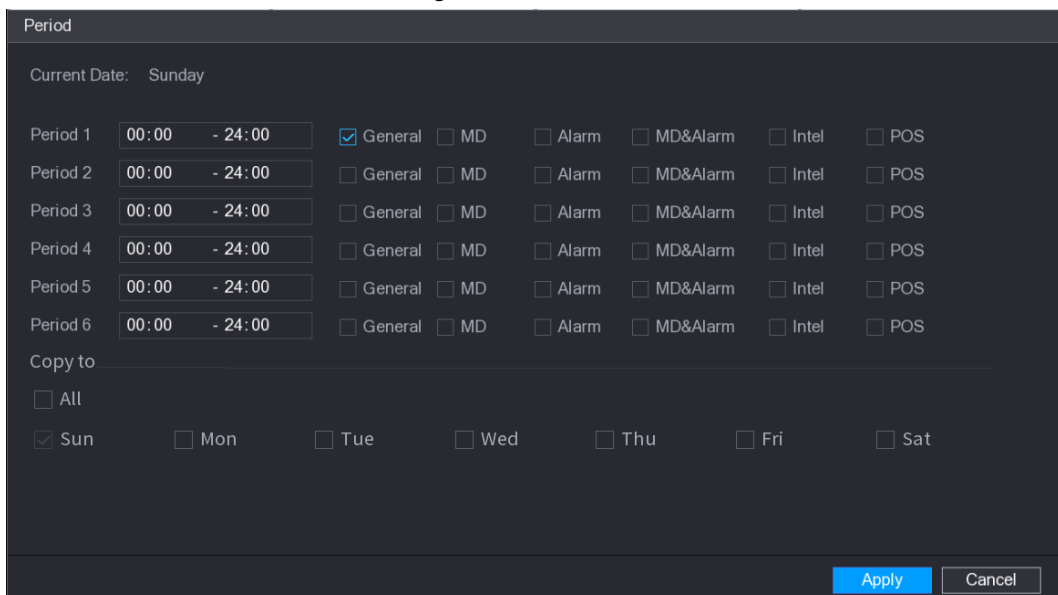 Period
Current Date: Sunday
Period 1 00:00 - 24:00 General MD Alarm MD&Alarm Intel POS
Period 2 00:00 - 24:00 General MD Alarm MD&Alarm Intel POS
Period 3 00:00 - 24:00 General MD Alarm MD&Alarm Intel POS
Period 4 00:00 - 24:00 General MD Alarm MD&Alarm Intel POS
Period 5 00:00 - 24:00 General MD Alarm MD&Alarm Intel POS
Period 6 00:00 - 24:00 General MD Alarm MD&Alarm Intel POS
Copy to
All
Sun Mon Tue Wed Thu Fri Sat
Apply Cancel